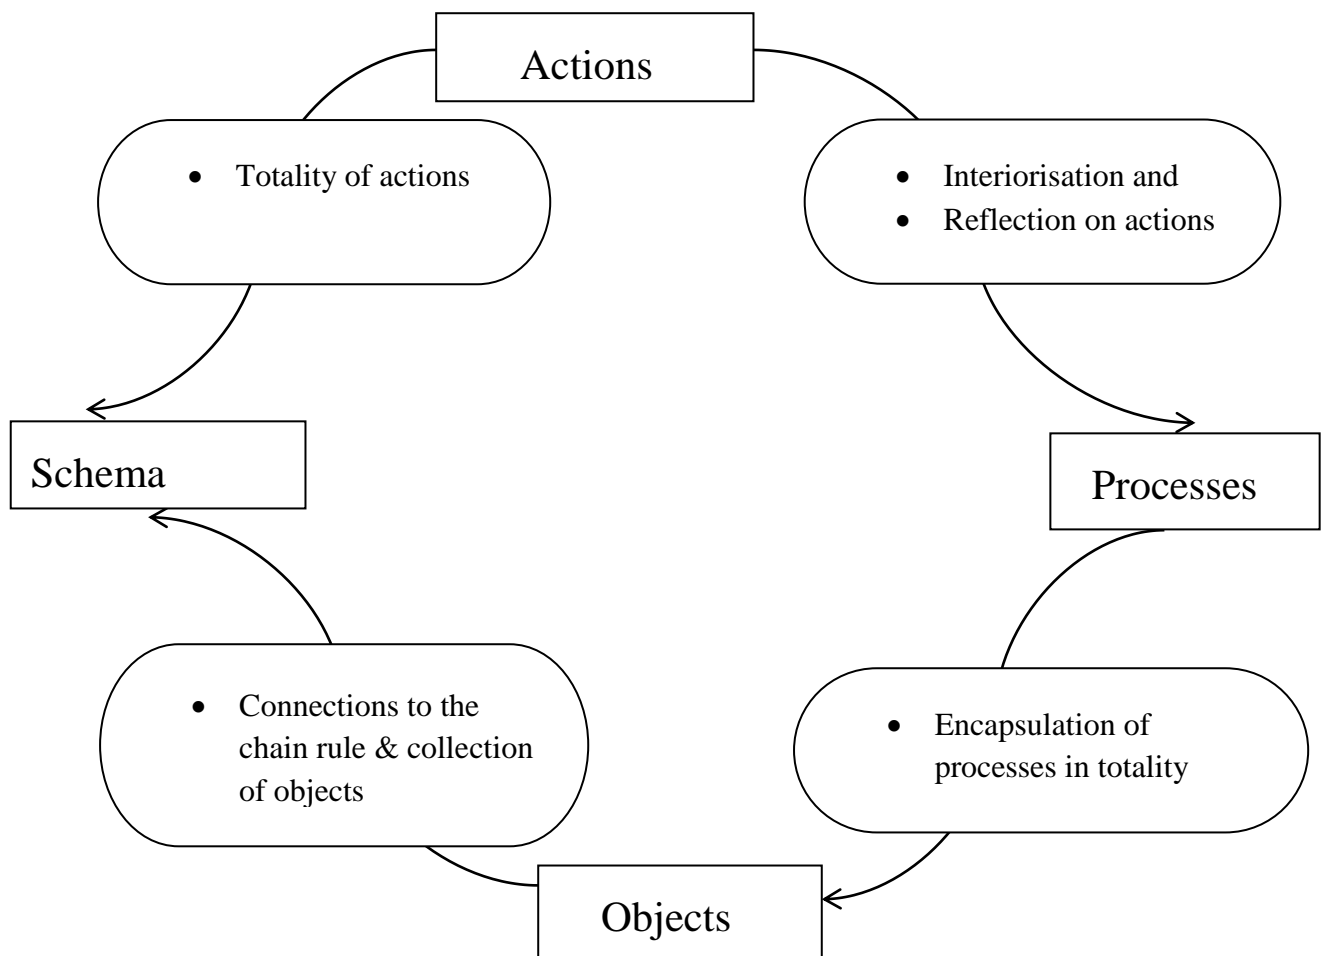 Actions
• Totality of actions
• Interiorisation and
• Reflection on actions
Schema
Processes
• Connections to the
chain rule & collection
of objects
• Encapsulation of
processes in totality
Objects